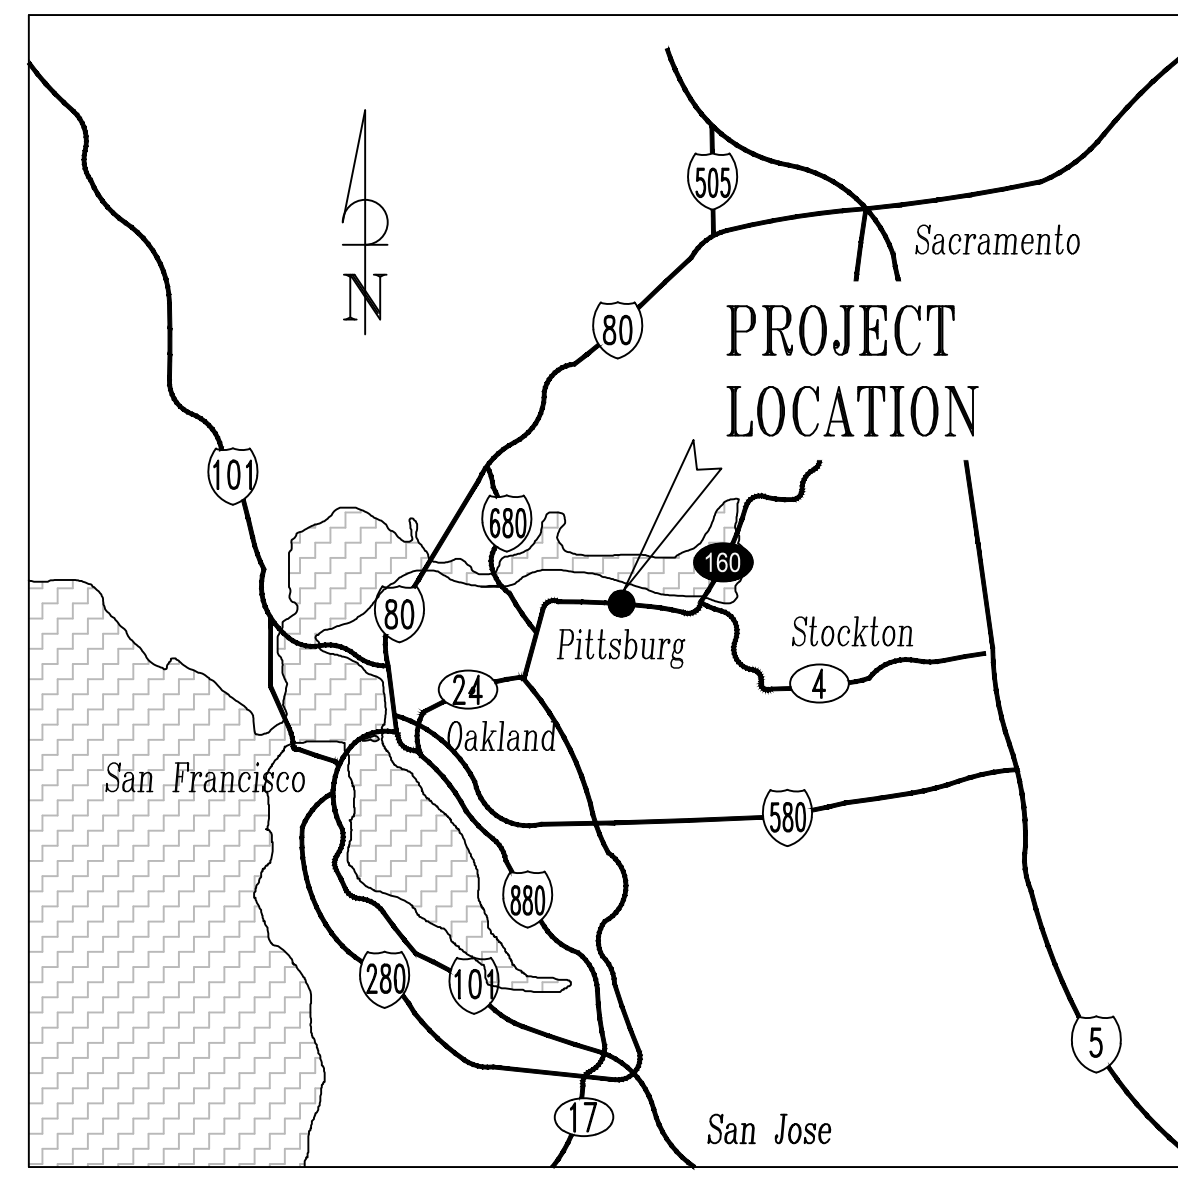 505
Sacramento
N
80
PROJECT
LOCATION
101
680
160
80
Pittsburg
Stockton
24
4
Oakland
San Francisco
580
880
280
101
5
17
San Jose